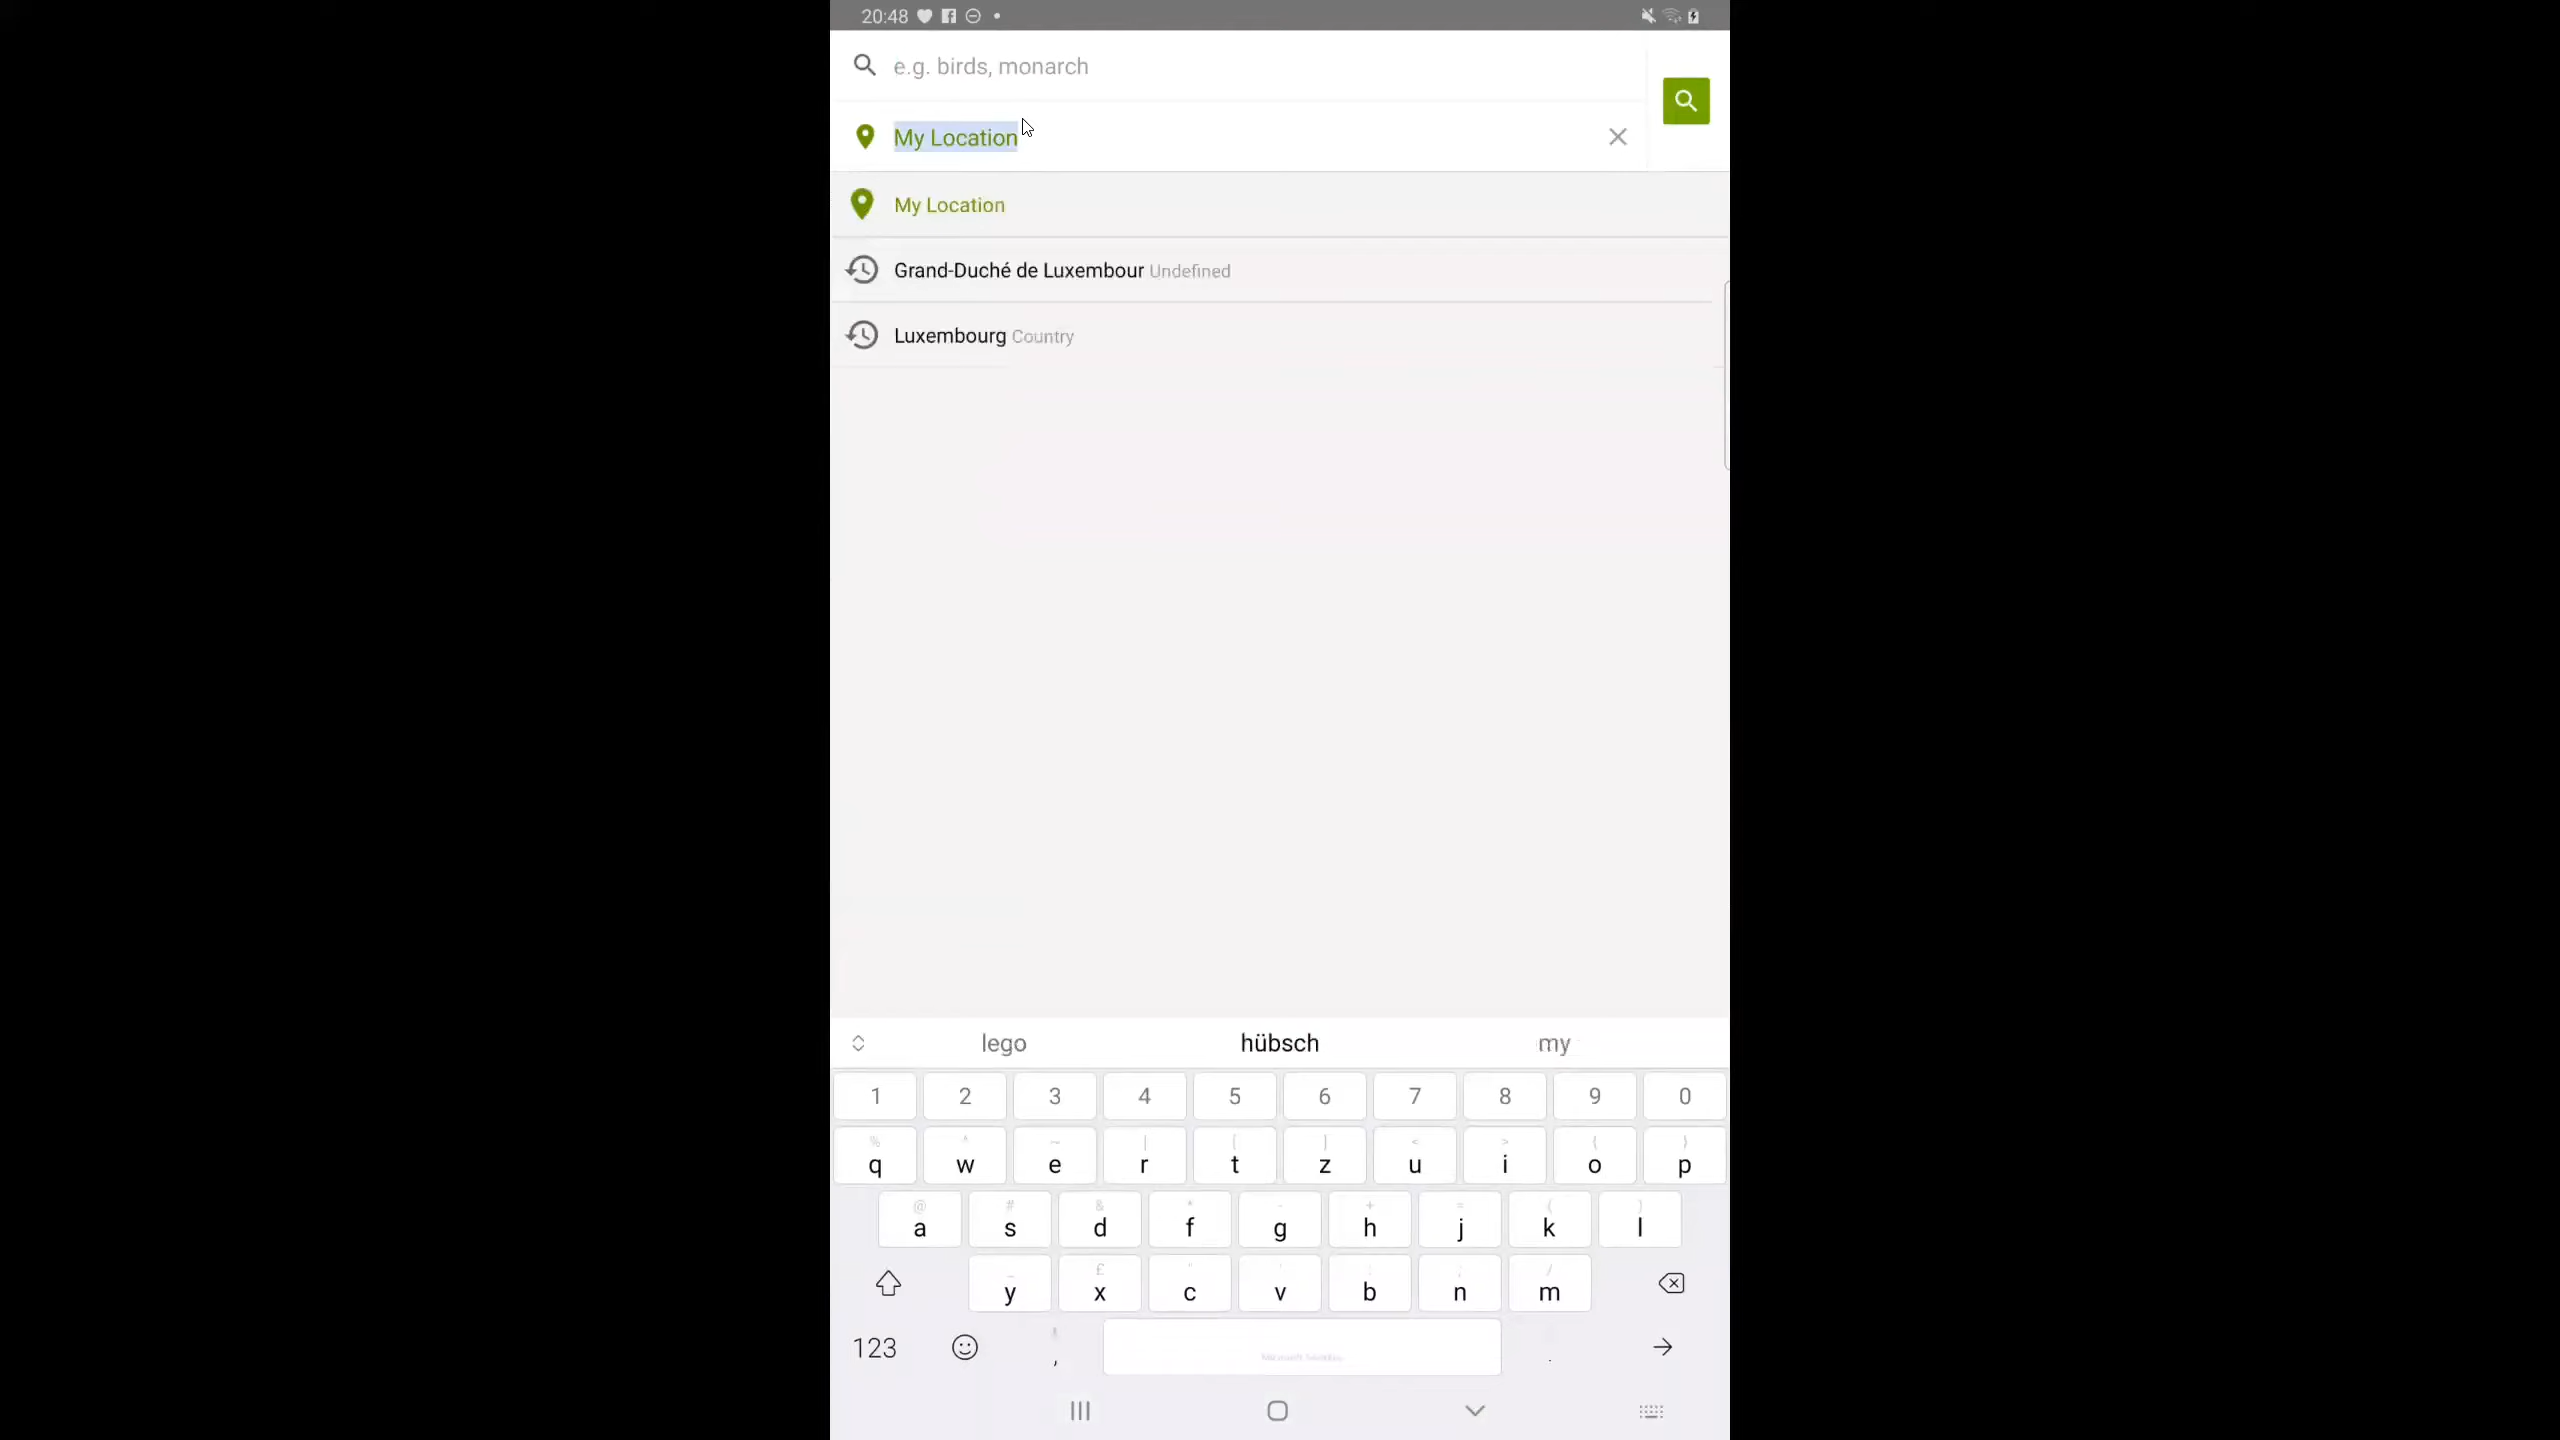 20:48
e.g. birds, monarch
My Location
My Location
Grand-Duché de Luxembour Undefined
Luxembourg Country
lego hübsch my
1 2 3 4 5 6 7 8 9 0
% ^ ~ | [ ] < > { }
q w e r t z u i o p
@ # & * - + = ( )
a s d f g h j k l
_ £ " ' : ; /
y x c v b n m
123 , .